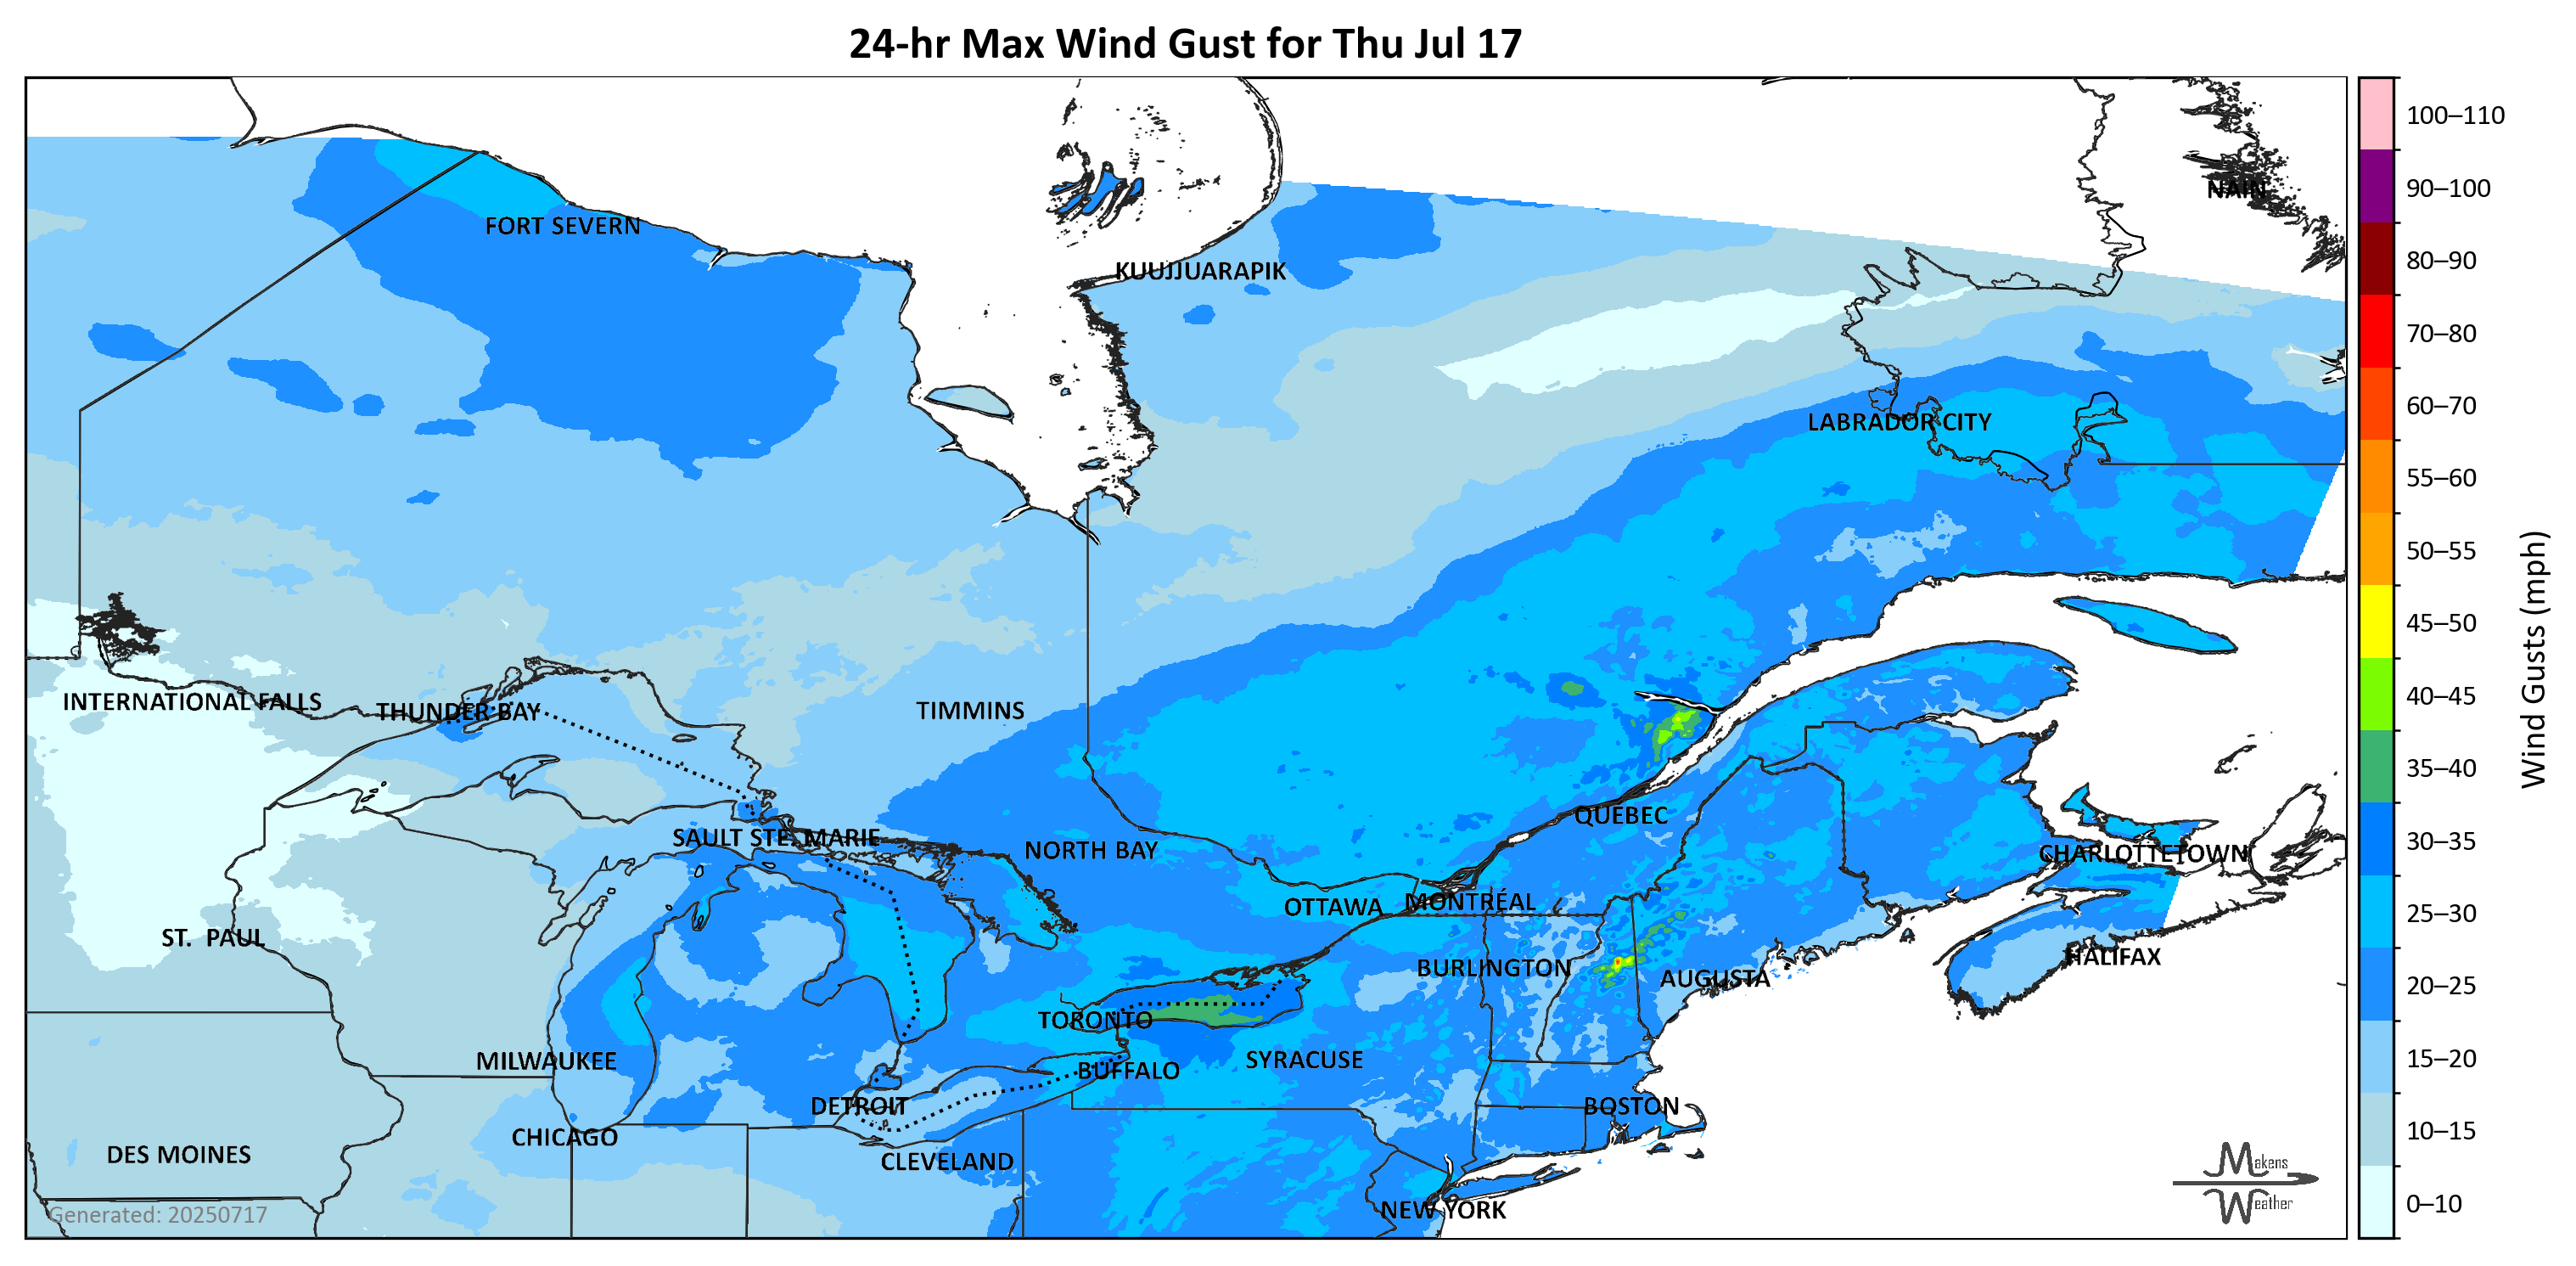 24-hr Max Wind Gust for Thu Jul 17
100–110
90–100
80–90
70–80
60–70
55–60
50–55
45–50
40–45
35–40
30–35
25–30
20–25
15–20
10–15
0–10
Wind Gusts (mph)
NAIN
FORT SEVERN
KUUJJUARAPIK
LABRADOR CITY
INTERNATIONAL FALLS
THUNDER BAY
TIMMINS
QUEBEC
SAULT STE. MARIE
NORTH BAY
CHARLOTTETOWN
OTTAWA
MONTRÉAL
ST. PAUL
BURLINGTON
AUGUSTA
HALIFAX
TORONTO
MILWAUKEE
SYRACUSE
BUFFALO
DETROIT
BOSTON
CHICAGO
DES MOINES
CLEVELAND
NEW YORK
Makens
Weather
Generated: 20250717